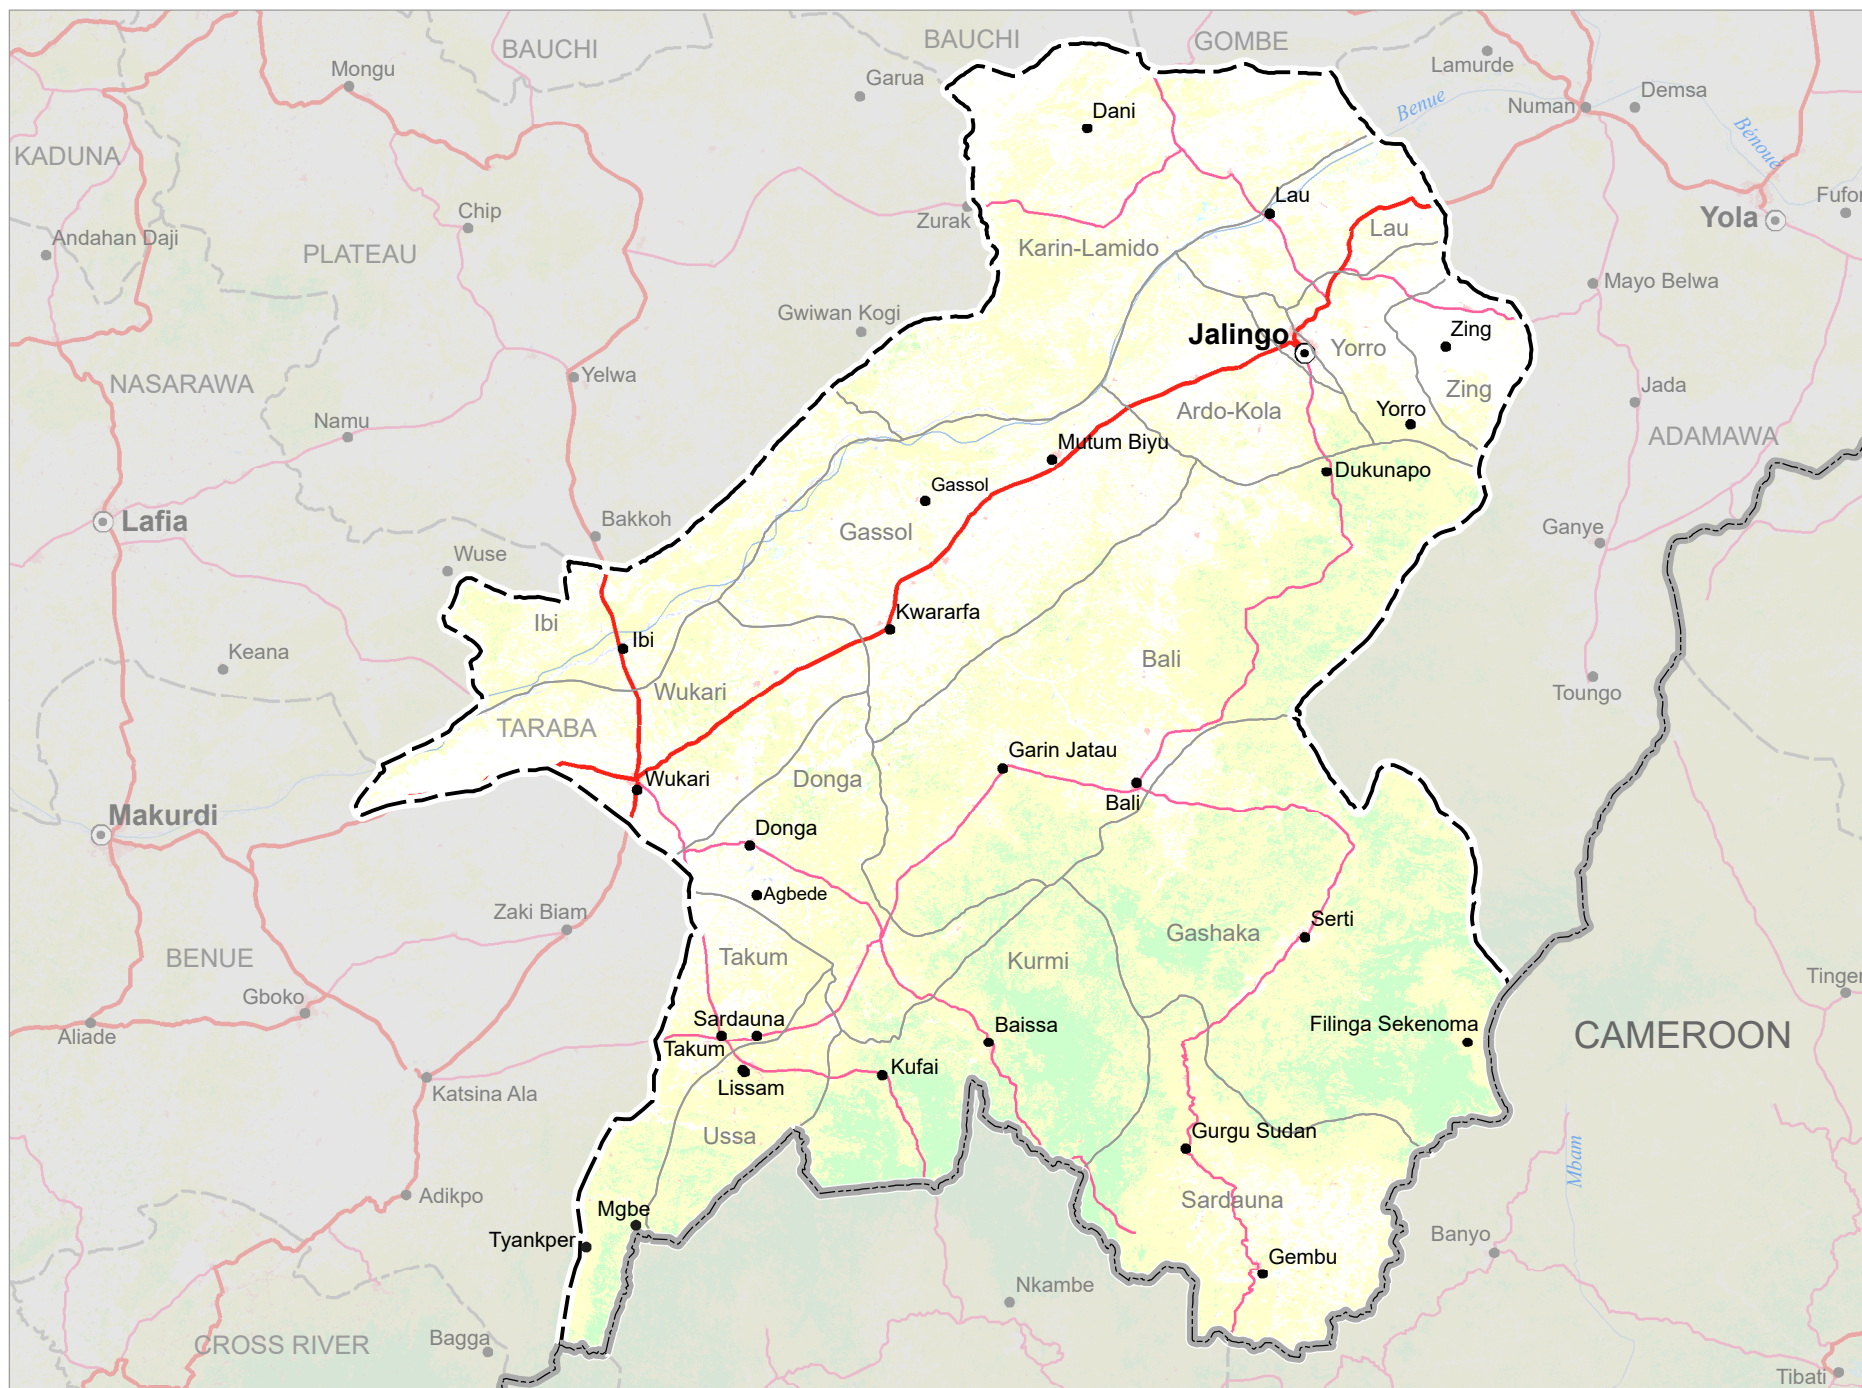 BAUCHI
BAUCHI
GOMBE
Mongu
Garua
Lamurde
Dani
Benue
Numan
Demsa
Bénoué
KADUNA
Chip
Zurak
Lau
Lau
Yola
Andahan Daji
PLATEAU
Karin-Lamido
Mayo Belwa
Gwiwan Kogi
Jalingo
Yorro
Zing
NASARAWA
Yelwa
Zing
Jada
Namu
Ardo-Kola
Yorro
ADAMAWA
Mutum Biyu
Dukunapo
Gassol
Lafia
Bakkoh
Gassol
Ganye
Wuse
Ibi
Kwararfa
Ibi
Keana
Bali
Wukari
Toungo
TARABA
Garin Jatau
Wukari
Donga
Bali
Makurdi
Donga
Agbede
Zaki Biam
Serti
Gashaka
BENUE
Takum
Kurmi
Tinger
Gboko
Sardauna
Baissa
Filinga Sekenoma
CAMEROON
Aliade
Takum
Kufai
Lissam
Katsina Ala
Ussa
Gurgu Sudan
Mbam
Adikpo
Sardauna
Mgbe
Tyankper
Banyo
Gembu
Nkambe
CROSS RIVER
Bagga
Tibati